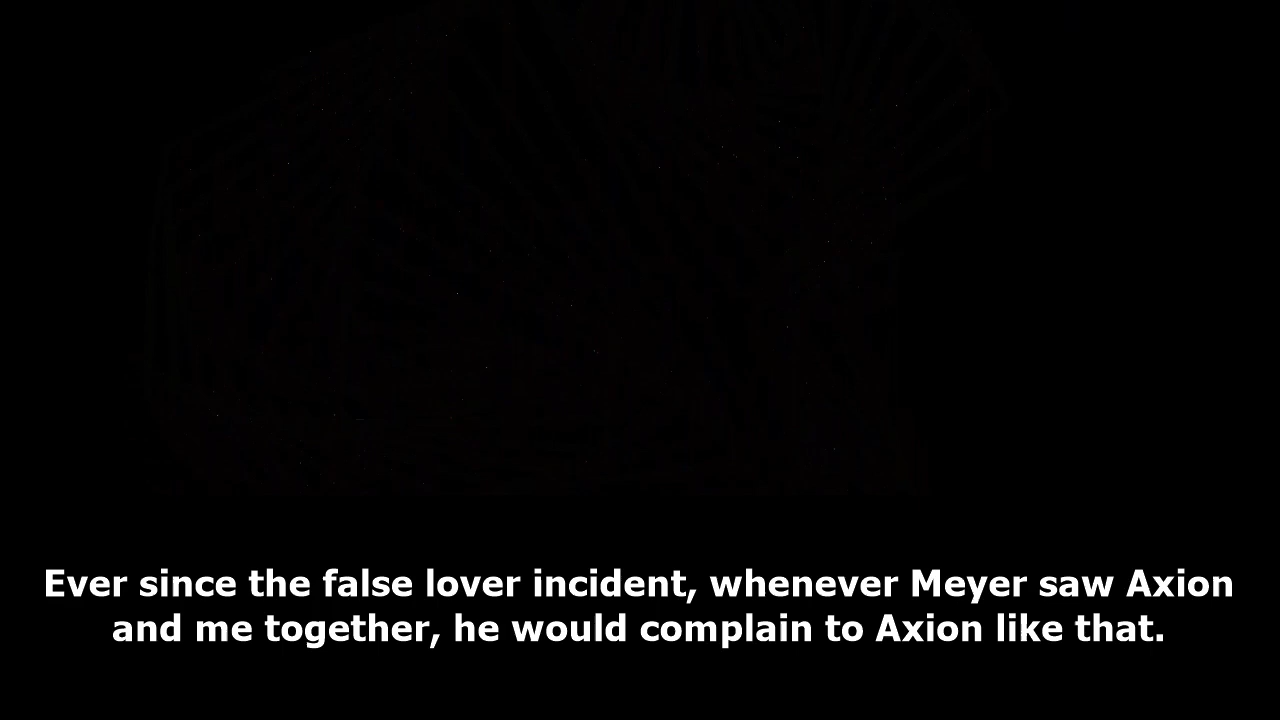 Ever since the false lover incident, whenever Meyer saw Axion
and me together, he would complain to Axion like that.